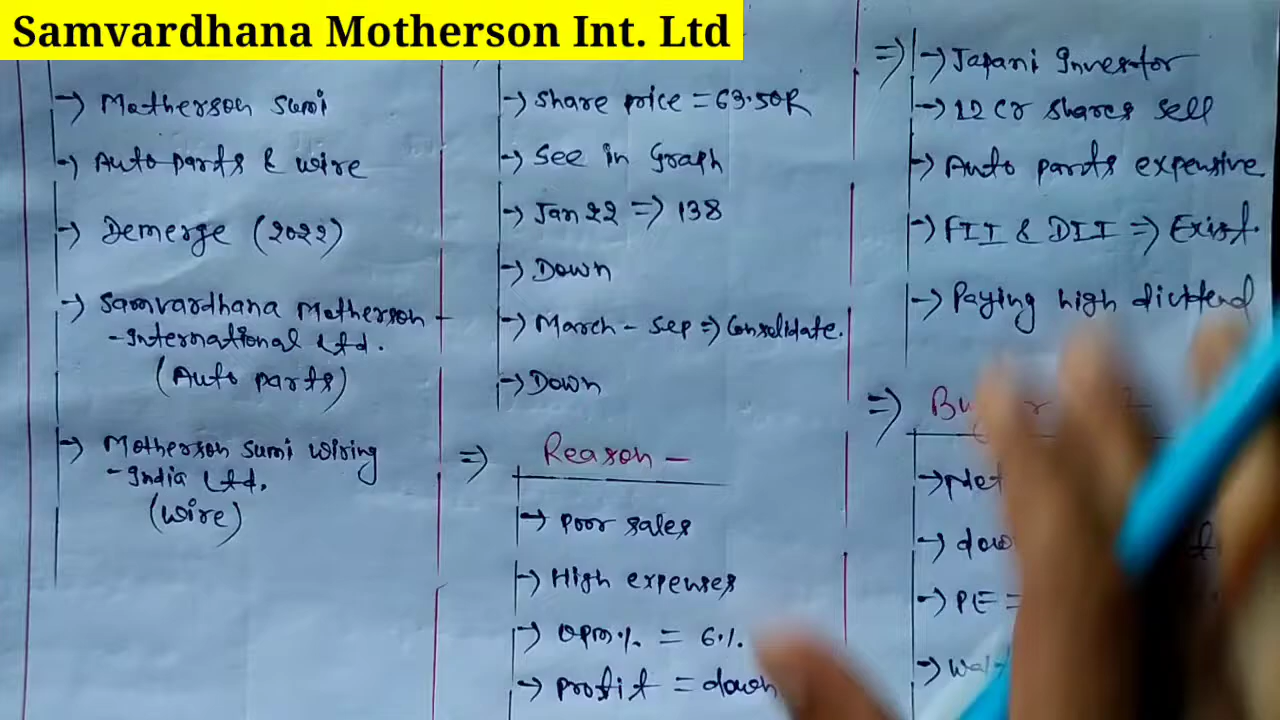 Samvardhana Motherson Int. Ltd
→ Motherson Sumi
→ Auto parts & wire
→ Demerge (2022)
→ Samvardhana Motherson
- International Ltd.
(Auto parts)
→ Motherson Sumi Wiring
- India Ltd.
(Wire)
→ Share price = 63.50R
→ See in Graph
→ Jan 22 => 138
→ Down
→ March - Sep => Consolidate.
→ Down
=> Reason -
→ Poor sales
→ High expenses
→ OPM% = 6%
→ Profit = down
=> → Japani Investor
→ 12 Cr Shares Sell
→ Auto parts expensive
→ FII & DII => Exist.
→ Paying high dividend
=>
→
→
→ PE =
→